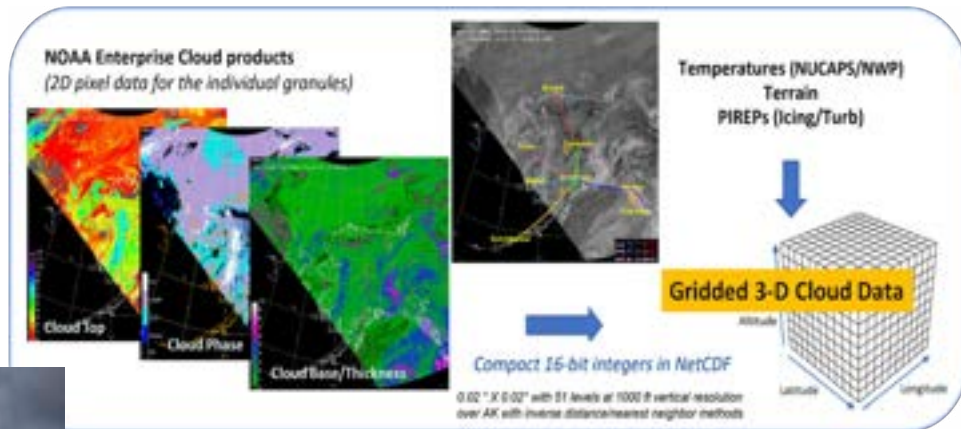 NOAA Enterprise Cloud products
(2D pixel data for the individual granules)
Cloud Top
Cloud Phase
Cloud Base/Thickness
Temperatures (NUCAPS/NWP)
Terrain
PIREPs (Icing/Turb)
Gridded 3-D Cloud Data
Altitude
Latitude
Longitude
Compact 16-bit integers in NetCDF
0.02 ° X 0.02° with 51 levels at 1000 ft vertical resolution
over AK with inverse distance/nearest neighbor methods